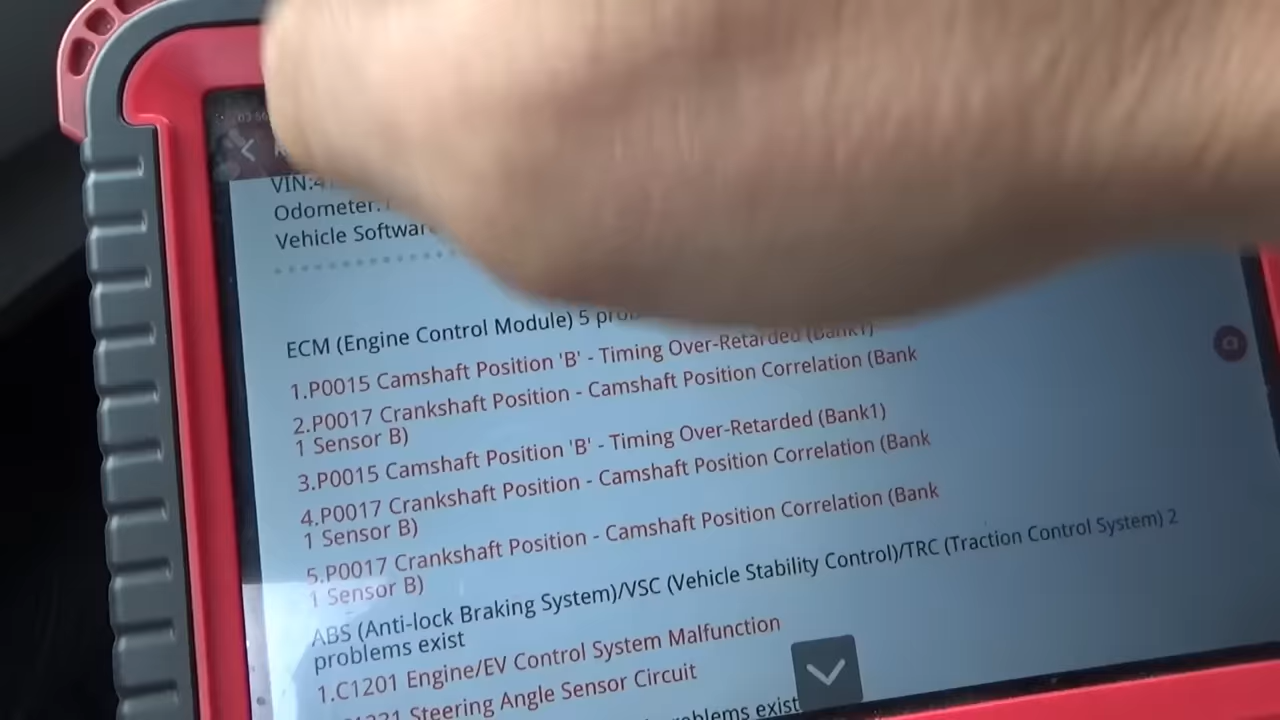 03:56
VIN:4
Odometer:
Vehicle Software
ECM (Engine Control Module) 5
1.P0015 Camshaft Position 'B' - Timing Over-Retarded (Bank1)
2.P0017 Crankshaft Position - Camshaft Position Correlation (Bank
1 Sensor B)
3.P0015 Camshaft Position 'B' - Timing Over-Retarded (Bank1)
4.P0017 Crankshaft Position - Camshaft Position Correlation (Bank
1 Sensor B)
5.P0017 Crankshaft Position - Camshaft Position Correlation (Bank
1 Sensor B)
ABS (Anti-lock Braking System)/VSC (Vehicle Stability Control)/TRC (Traction Control System) 2
problems exist
1.C1201 Engine/EV Control System Malfunction
Steering Angle Sensor Circuit
exist